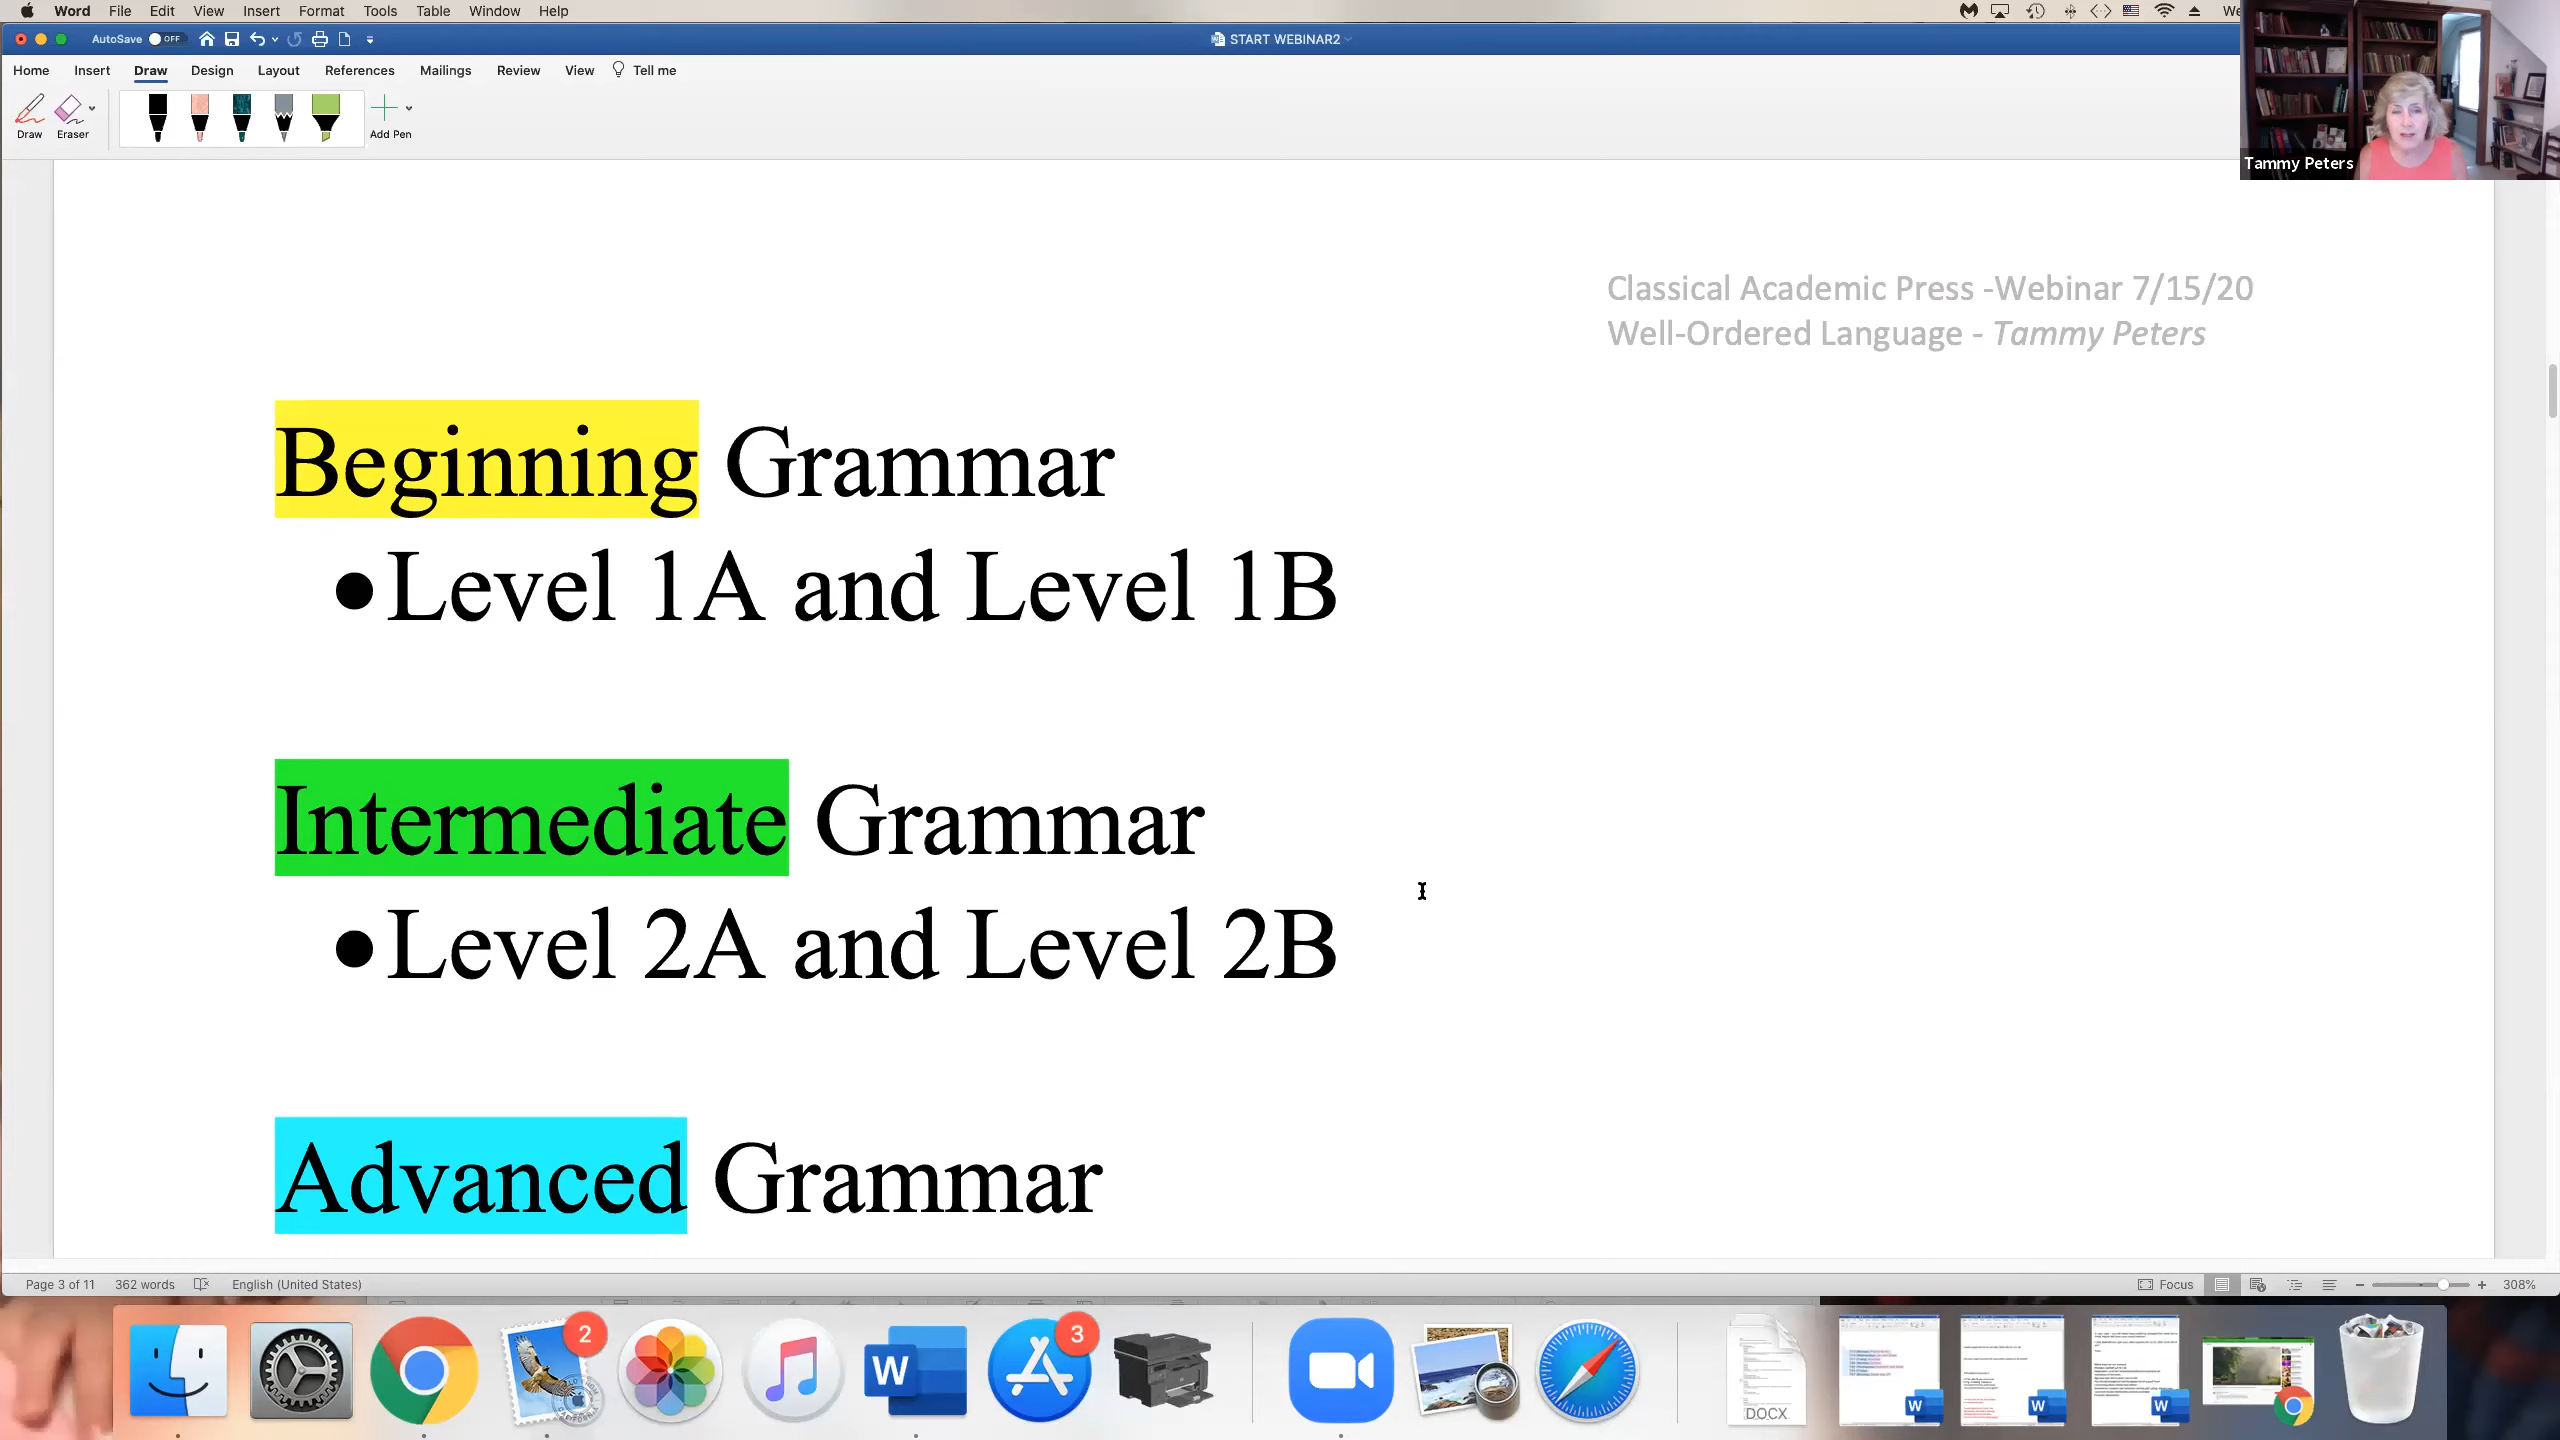 Word File Edit View Insert Format Tools Table Window Help We
AutoSave OFF START WEBINAR2
Home Insert Draw Design Layout References Mailings Review View Tell me
Draw Eraser Add Pen
Tammy Peters
Classical Academic Press -Webinar 7/15/20
Well-Ordered Language - Tammy Peters
Beginning Grammar
•Level 1A and Level 1B
Intermediate Grammar
•Level 2A and Level 2B
Advanced Grammar
Page 3 of 11 362 words English (United States) Focus 308%
2
3
W
DOCX
W
W
W